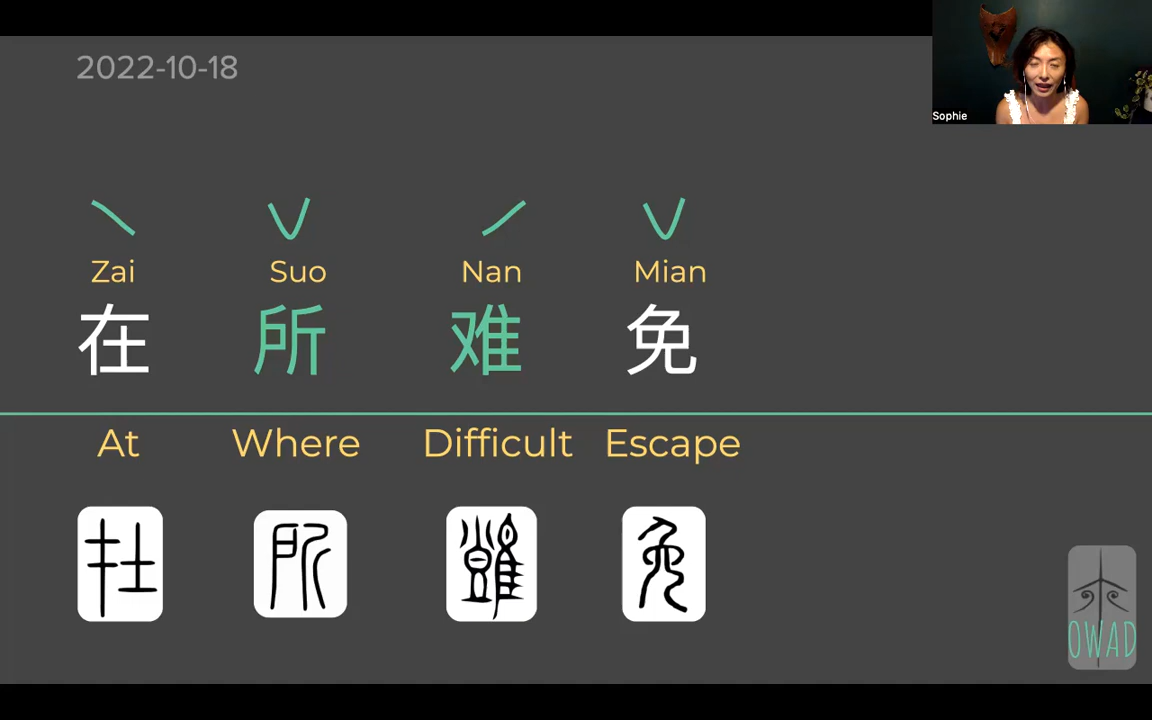 2022-10-18
Sophie
Zai Suo Nan Mian
在 所 难 免
At Where Difficult Escape
OWAD